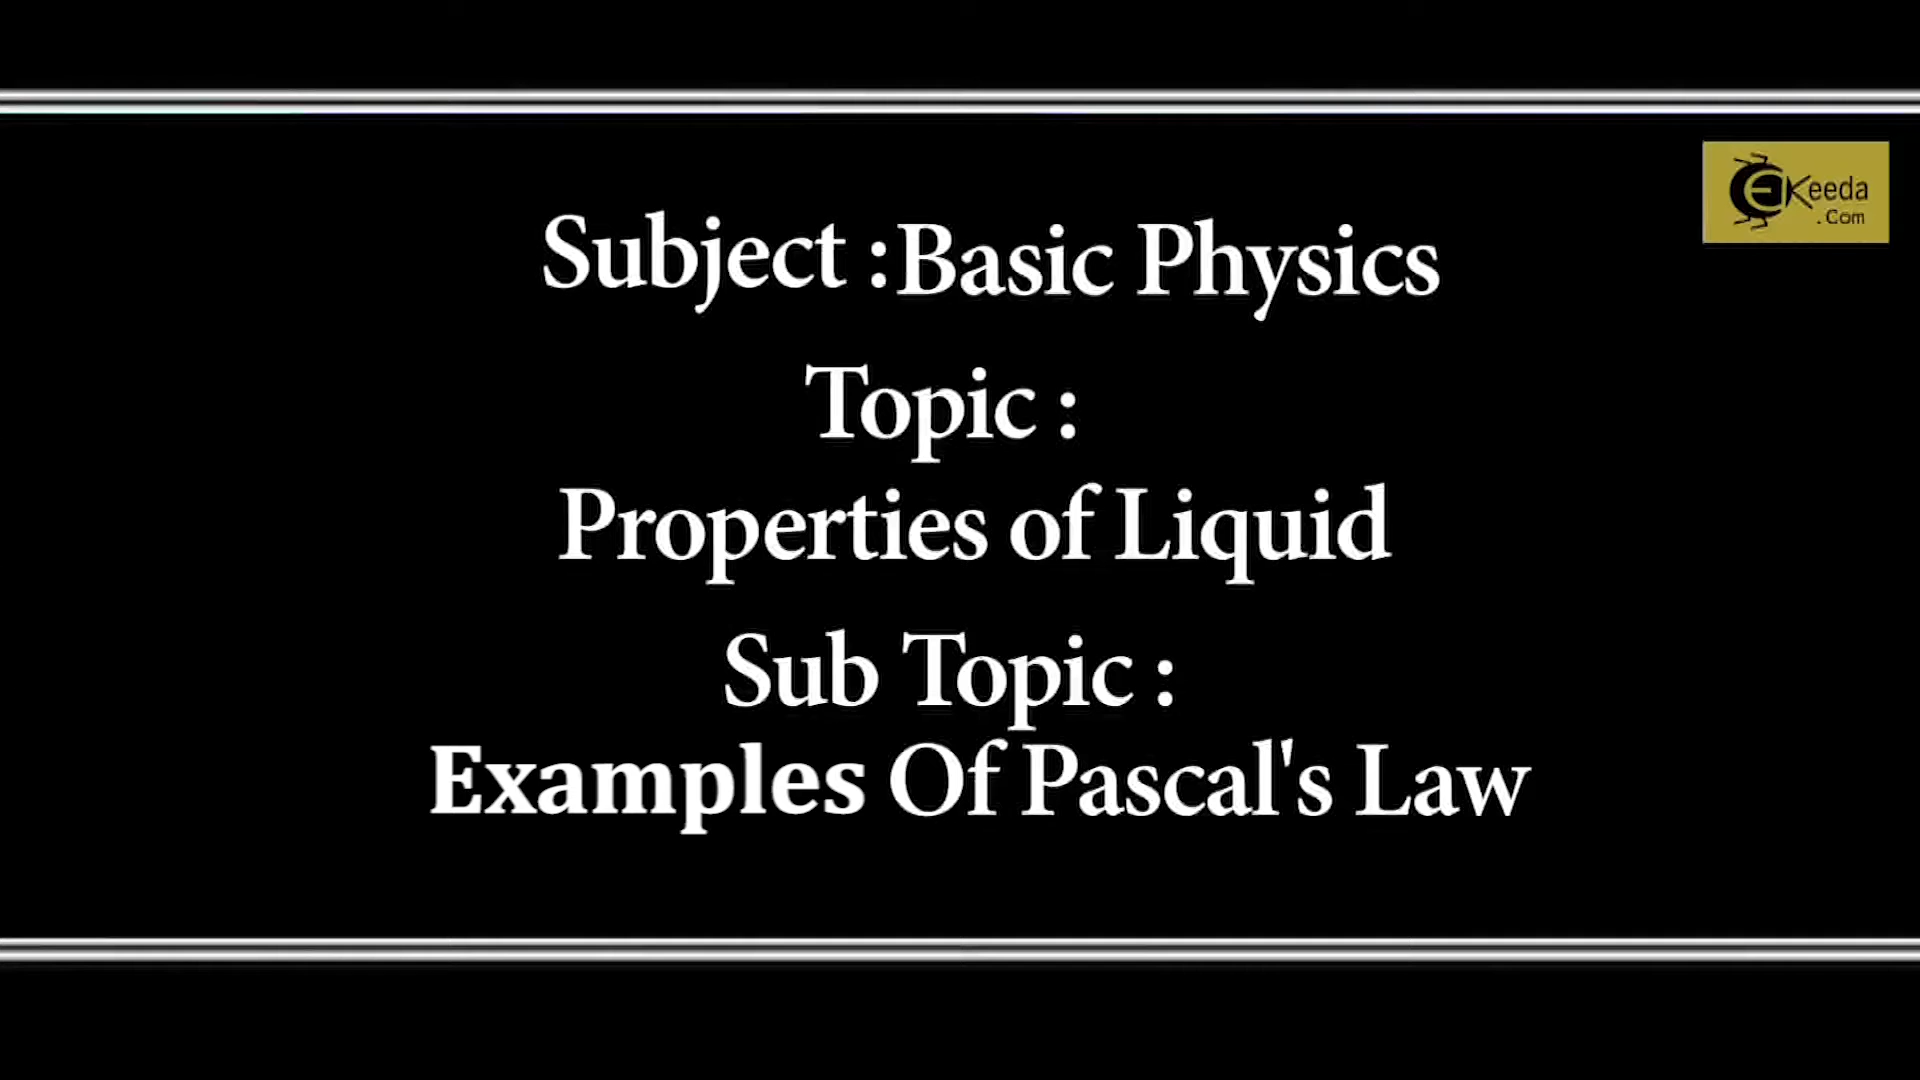 Subject :Basic Physics
Topic :
Properties of Liquid
Sub Topic :
Examples Of Pascal's Law
EKeeda
.Com